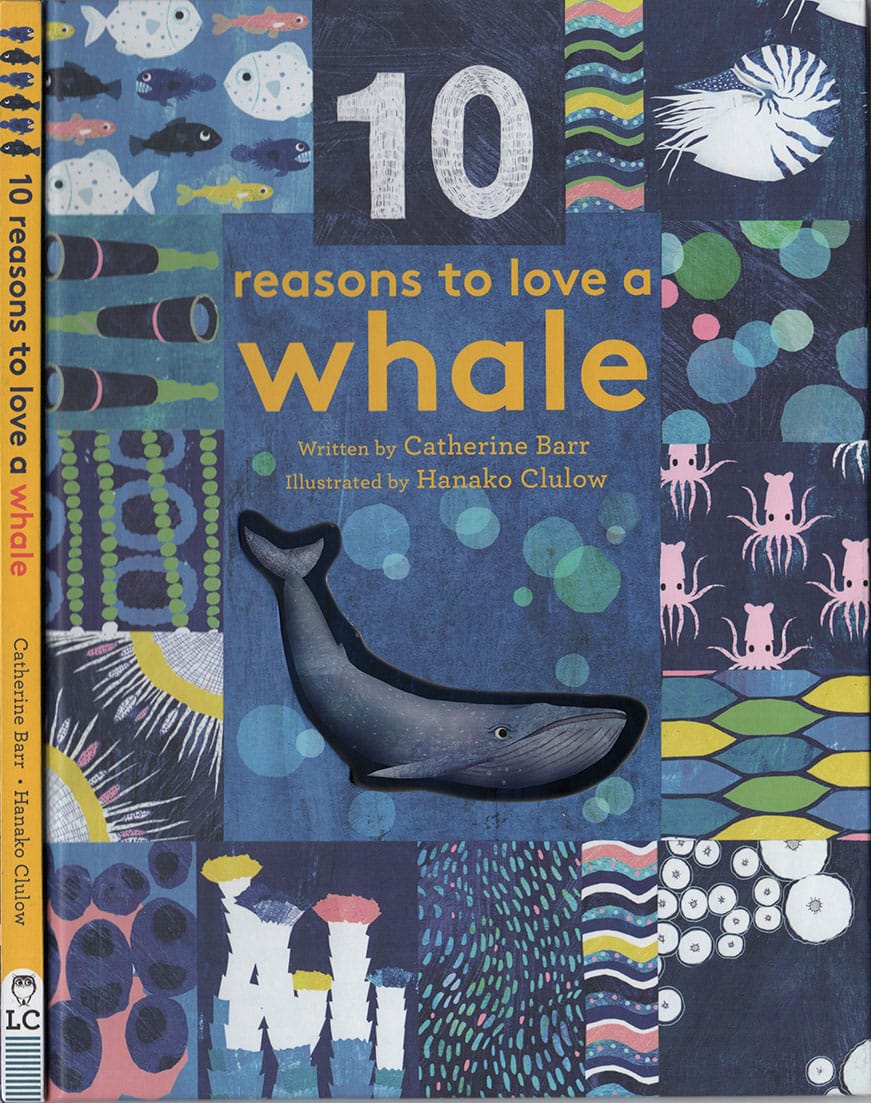 10
reasons to love a
whale
Written by Catherine Barr
Illustrated by Hanako Clulow
10 reasons to love a whale
Catherine Barr • Hanako Clulow
LC